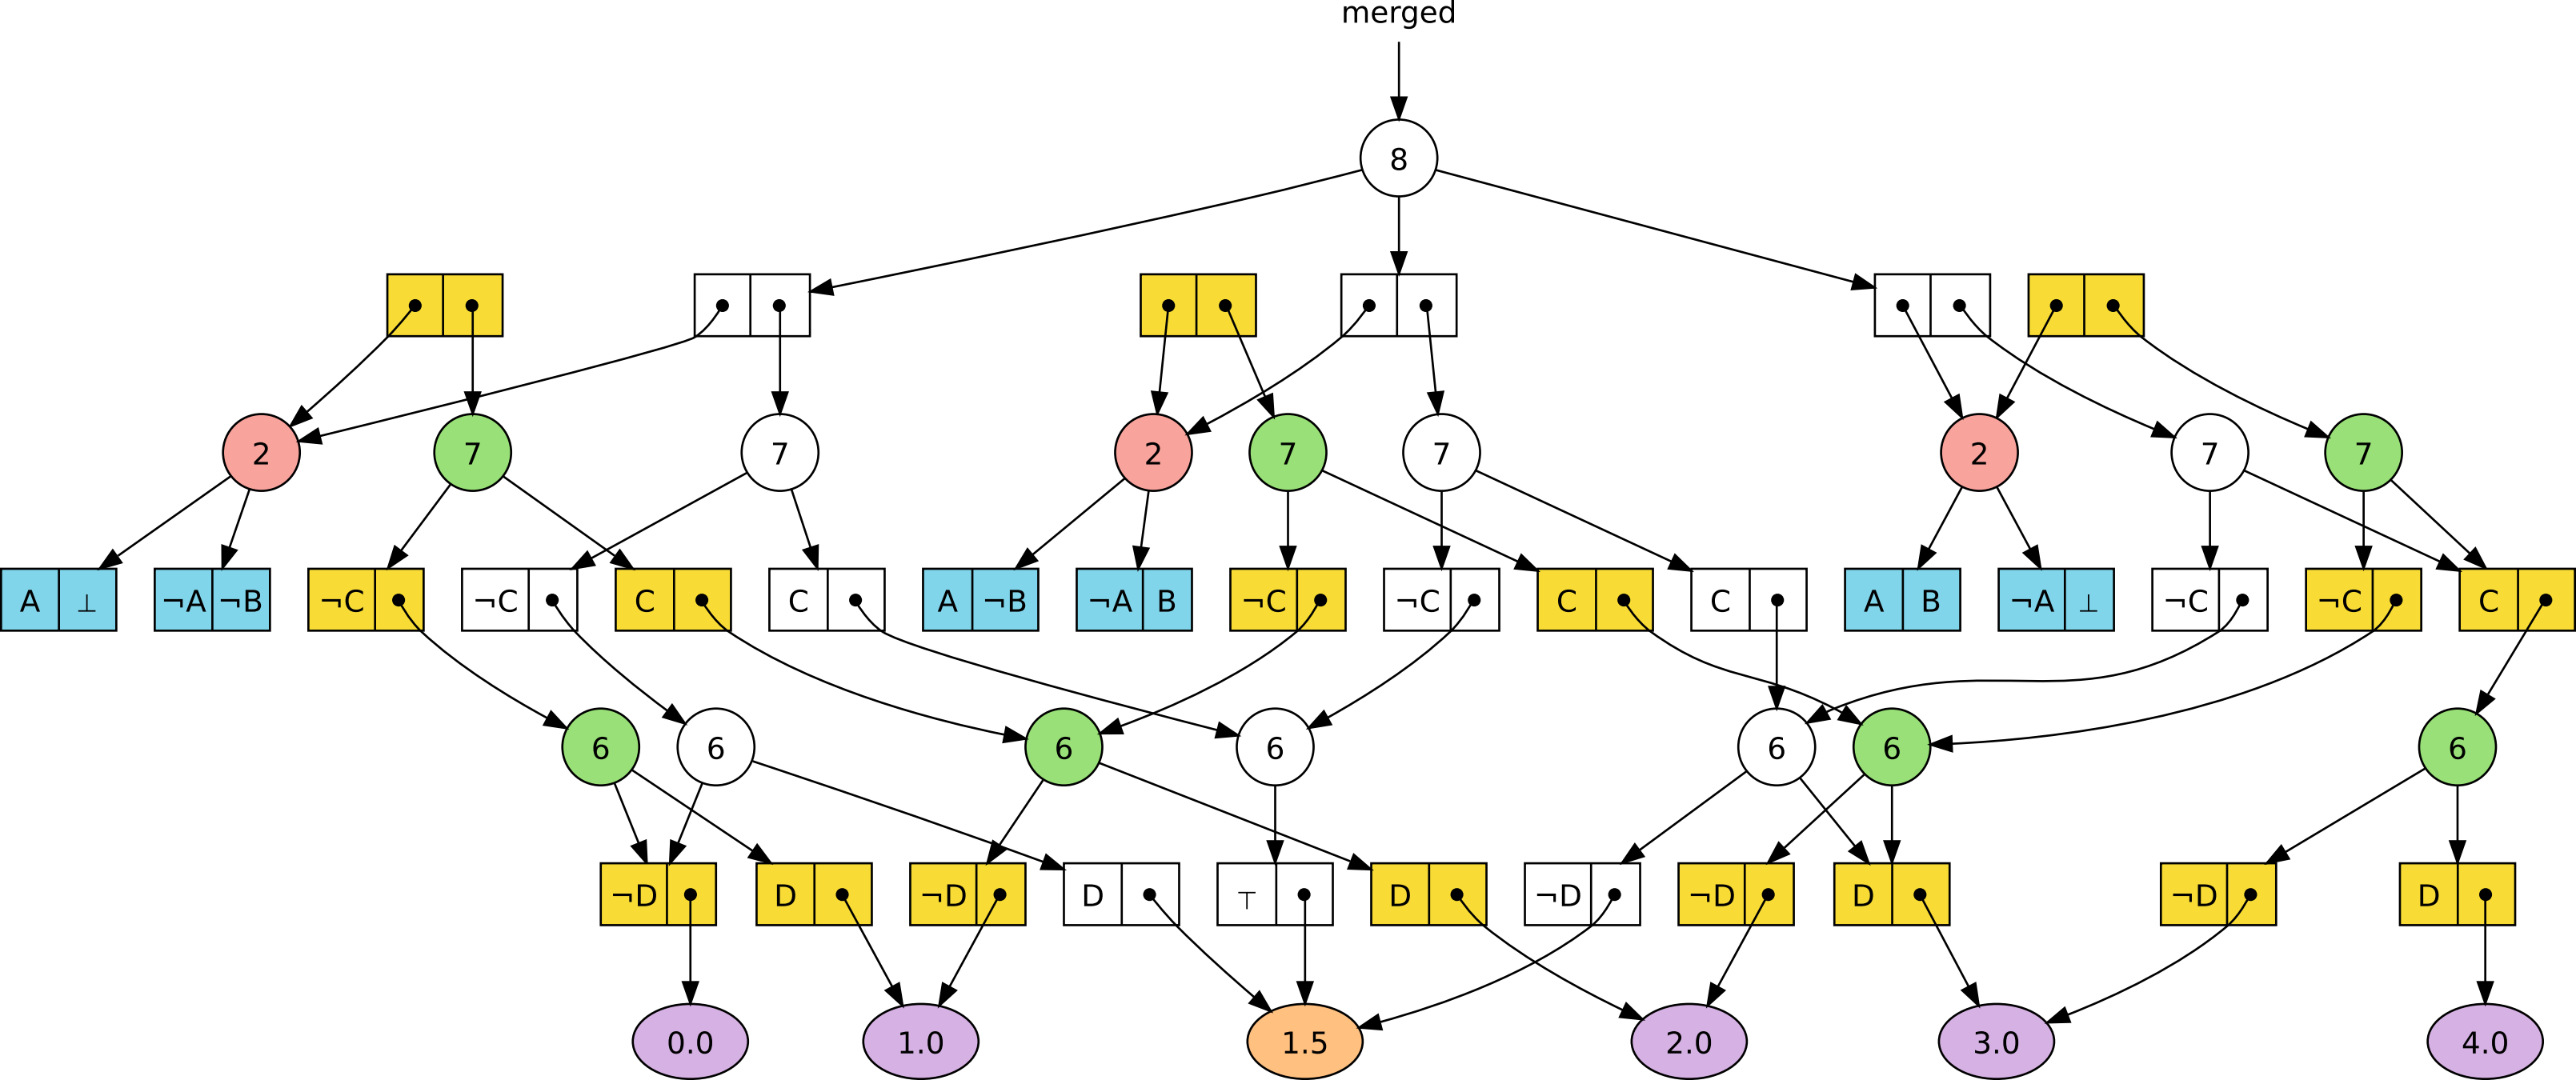 merged
8
2 7 7 2 7 7 2 7 7
A ⊥ ¬A ¬B ¬C ¬C C C A ¬B ¬A B ¬C ¬C C C A B ¬A ⊥ ¬C ¬C C
6 6 6 6 6 6 6
¬D D ¬D D ⊤ D ¬D ¬D D ¬D D
0.0 1.0 1.5 2.0 3.0 4.0